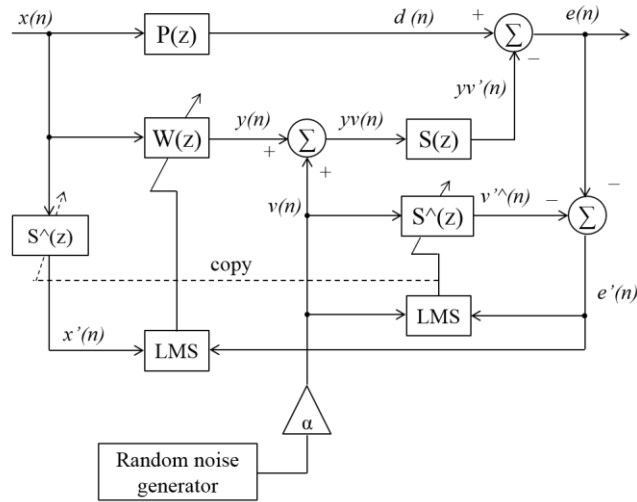 x(n)
P(z)
d (n)
+
Σ
e(n)
−
yv’(n)
W(z)
y(n)
+
Σ
yv(n)
S(z)
+
−
S^(z)
v(n)
S^(z)
v’^(n)
−
Σ
copy
e’(n)
LMS
x’(n)
LMS
α
Random noise
generator